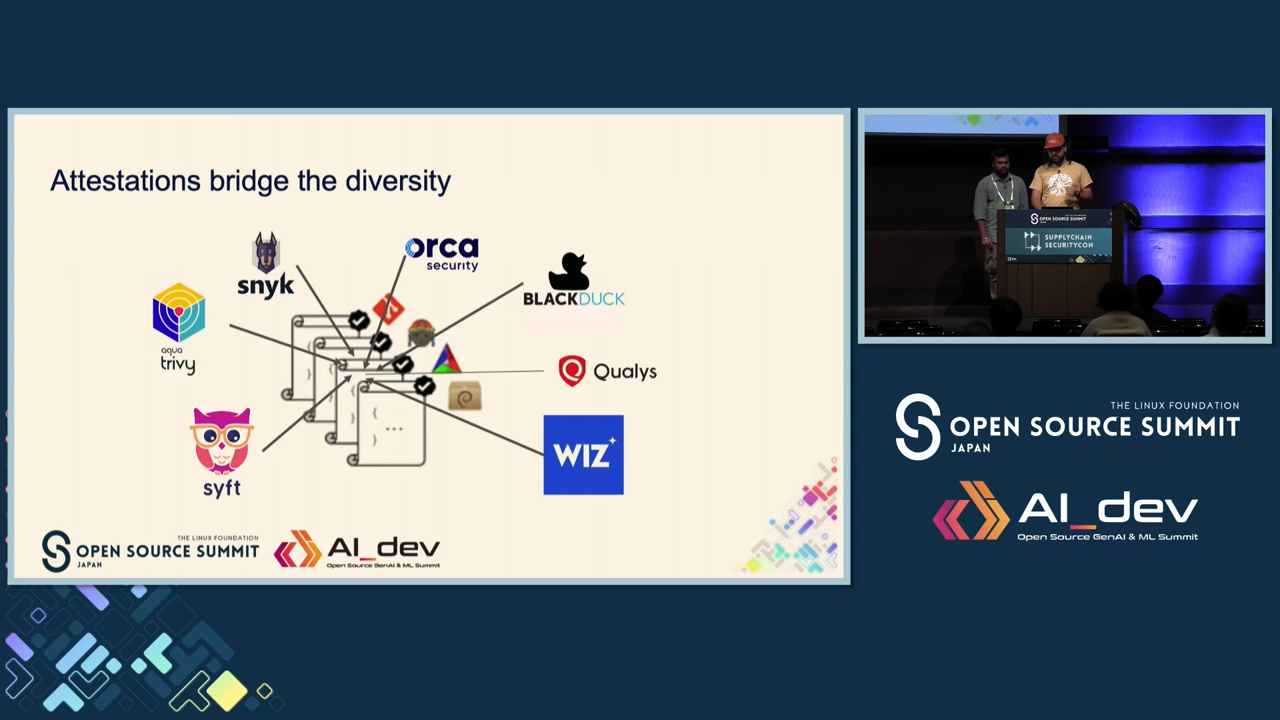 Attestations bridge the diversity
snyk
orca
security
BLACKDUCK
aqua
trivy
Qualys
{
}
...
WIZ
syft
THE LINUX FOUNDATION
OPEN SOURCE SUMMIT
JAPAN
AI_dev
Open Source GenAI & ML Summit
OPEN SOURCE SUMMIT
SUPPLYCHAIN
SECURITYCON
THE LINUX FOUNDATION
OPEN SOURCE SUMMIT
JAPAN
AI_dev
Open Source GenAI & ML Summit